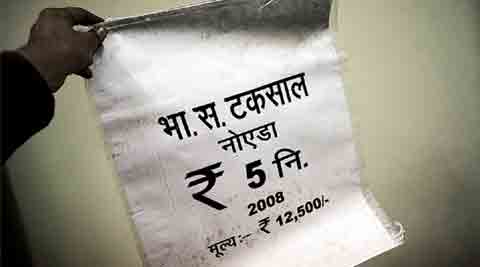 भा. स. टकसाल
नोएडा
₹ 5 नि.
2008
मूल्य:- ₹ 12,500/-